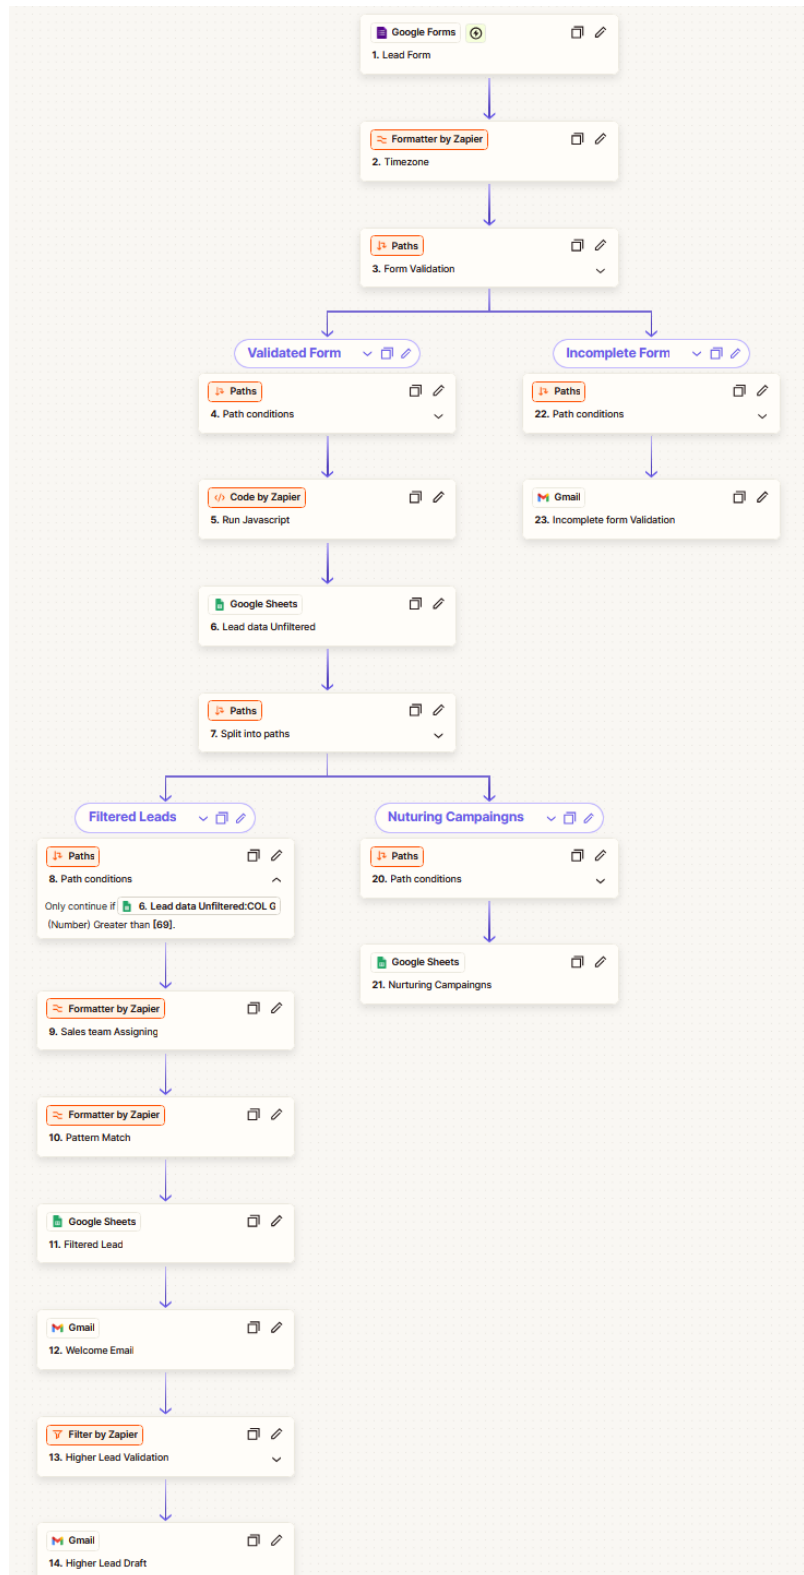 Google Forms
1. Lead Form
Formatter by Zapier
2. Timezone
Paths
3. Form Validation
Validated Form
Incomplete Form
Paths
4. Path conditions
Paths
22. Path conditions
Code by Zapier
5. Run Javascript
Gmail
23. Incomplete form Validation
Google Sheets
6. Lead data Unfiltered
Paths
7. Split into paths
Filtered Leads
Nuturing Campaingns
Paths
8. Path conditions
Only continue if 6. Lead data Unfiltered:COL G
(Number) Greater than [69].
Paths
20. Path conditions
Google Sheets
21. Nurturing Campaingns
Formatter by Zapier
9. Sales team Assigning
Formatter by Zapier
10. Pattern Match
Google Sheets
11. Filtered Lead
Gmail
12. Welcome Email
Filter by Zapier
13. Higher Lead Validation
Gmail
14. Higher Lead Draft